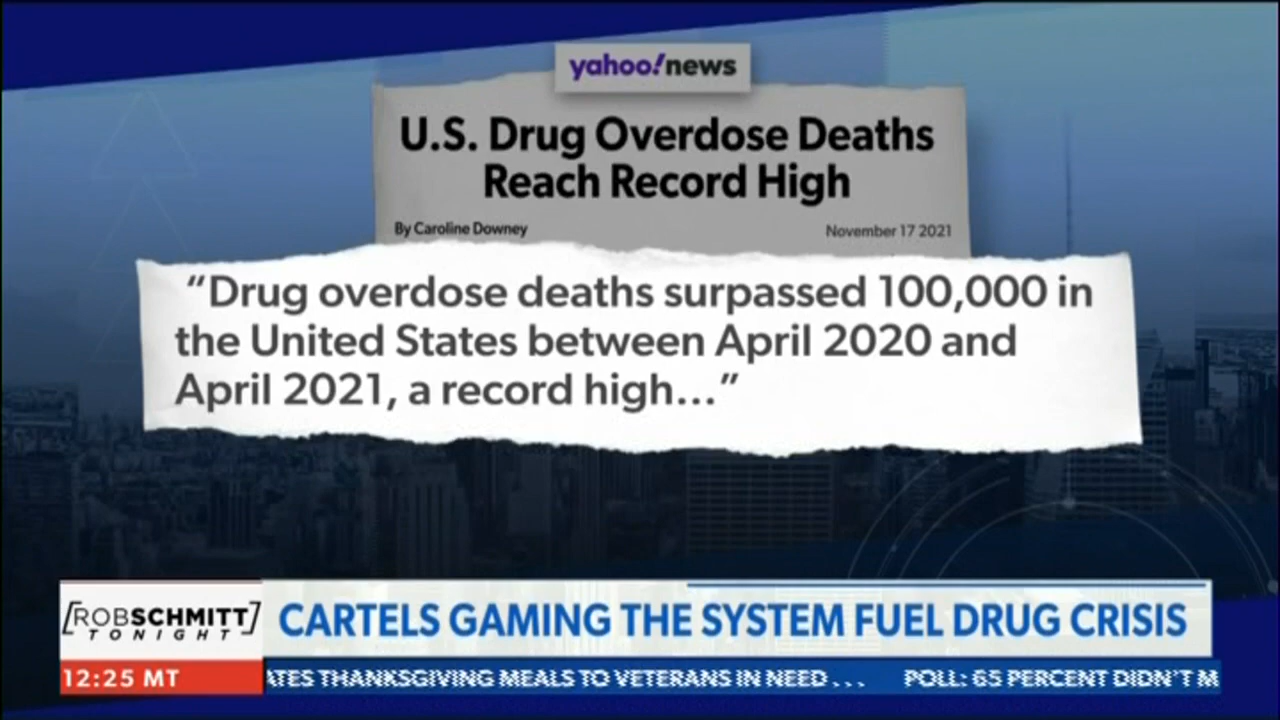 yahoo!news
U.S. Drug Overdose Deaths
Reach Record High
By Caroline Downey
November 17 2021
“Drug overdose deaths surpassed 100,000 in
the United States between April 2020 and
April 2021, a record high...”
[ROBSCHMITT]
TONIGHT
CARTELS GAMING THE SYSTEM FUEL DRUG CRISIS
12:25 MT
ATES THANKSGIVING MEALS TO VETERANS IN NEED . . . POLL: 65 PERCENT DIDN'T M